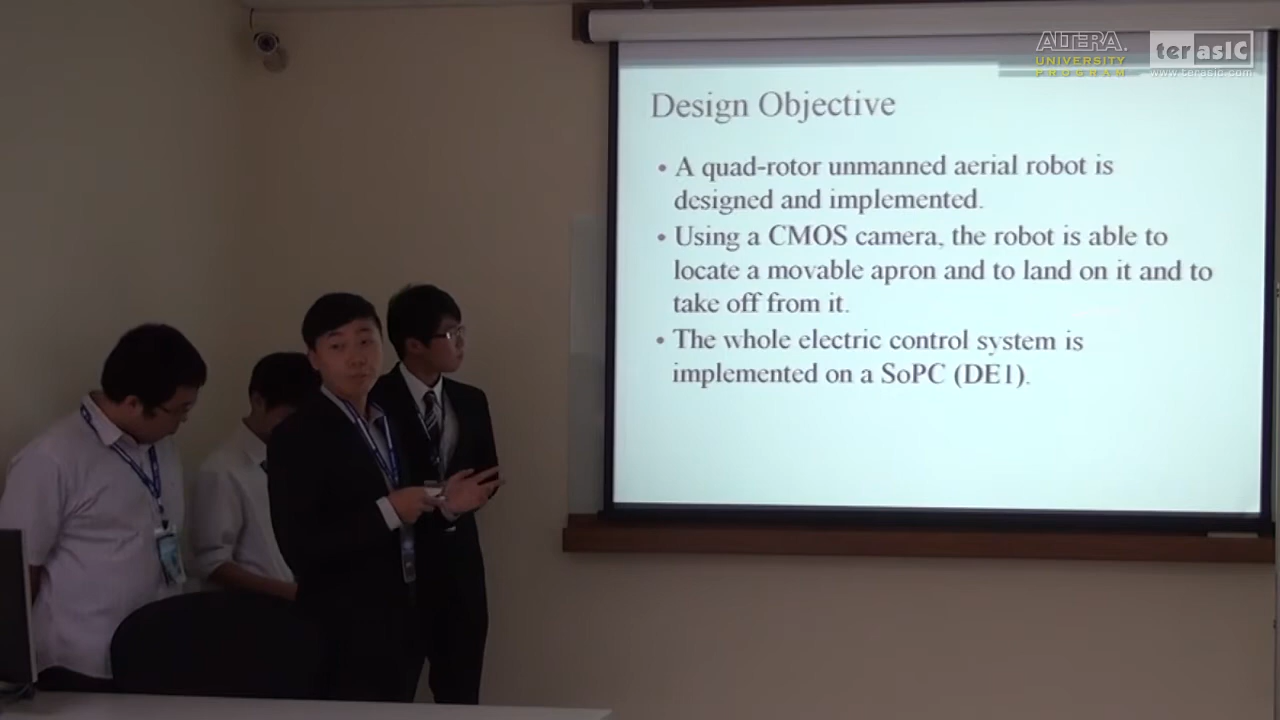 ALTERA.
UNIVERSITY
PROGRAM
terasIC
www.terasic.com
Design Objective
• A quad-rotor unmanned aerial robot is
designed and implemented.
• Using a CMOS camera, the robot is able to
locate a movable apron and to land on it and to
take off from it.
• The whole electric control system is
implemented on a SoPC (DE1).